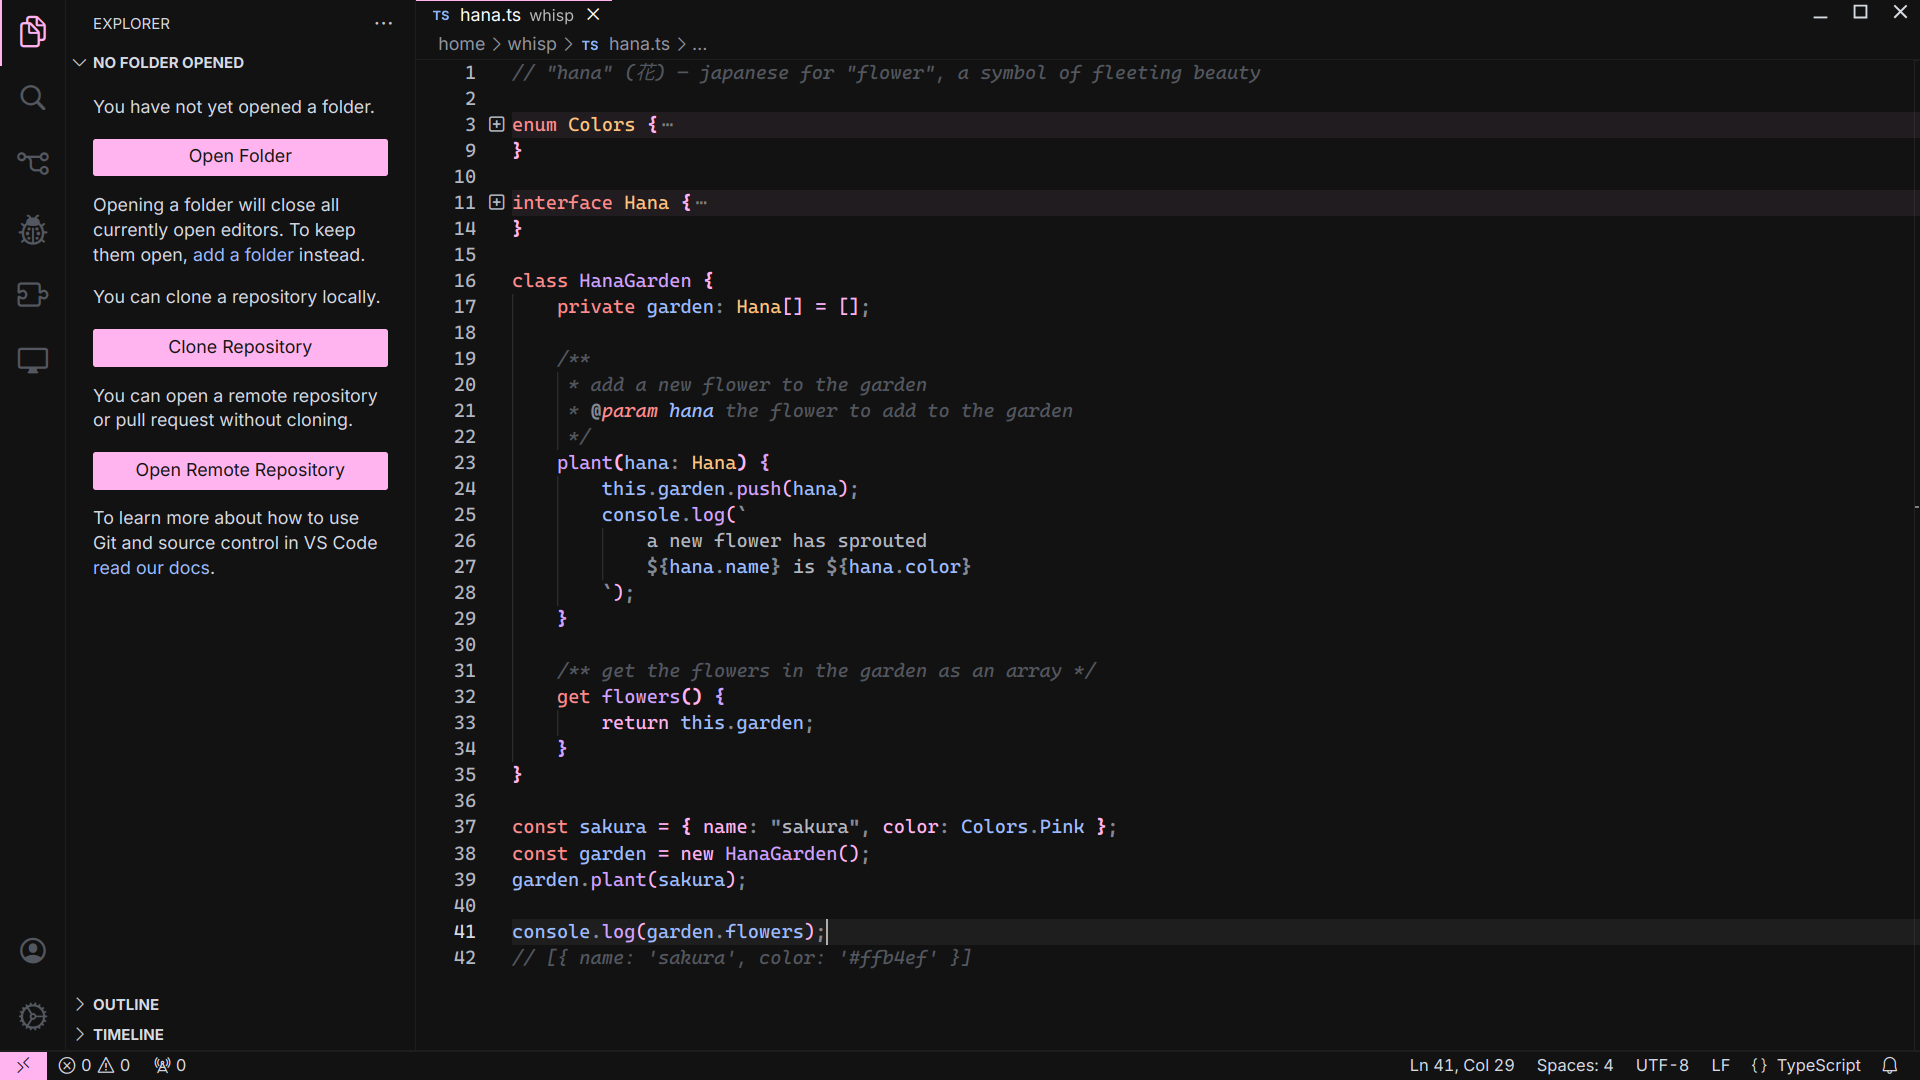 EXPLORER
NO FOLDER OPENED
You have not yet opened a folder.
Open Folder
Opening a folder will close all
currently open editors. To keep
them open, add a folder instead.
You can clone a repository locally.
Clone Repository
You can open a remote repository
or pull request without cloning.
Open Remote Repository
To learn more about how to use
Git and source control in VS Code
read our docs.
OUTLINE
TIMELINE
TS hana.ts whisp
home > whisp > TS hana.ts > ...
1 // "hana" (花) — japanese for "flower", a symbol of fleeting beauty
2
3 enum Colors { ⋯
9 }
10
11 interface Hana { ⋯
14 }
15
16 class HanaGarden {
17     private garden: Hana[] = [];
18
19     /**
20      * add a new flower to the garden
21      * @param hana the flower to add to the garden
22      */
23     plant(hana: Hana) {
24         this.garden.push(hana);
25         console.log(`
26             a new flower has sprouted
27             ${hana.name} is ${hana.color}
28         `);
29     }
30
31     /** get the flowers in the garden as an array */
32     get flowers() {
33         return this.garden;
34     }
35 }
36
37 const sakura = { name: "sakura", color: Colors.Pink };
38 const garden = new HanaGarden();
39 garden.plant(sakura);
40
41 console.log(garden.flowers);
42 // [{ name: 'sakura', color: '#ffb4ef' }]
0 0 0 Ln 41, Col 29 Spaces: 4 UTF-8 LF {} TypeScript